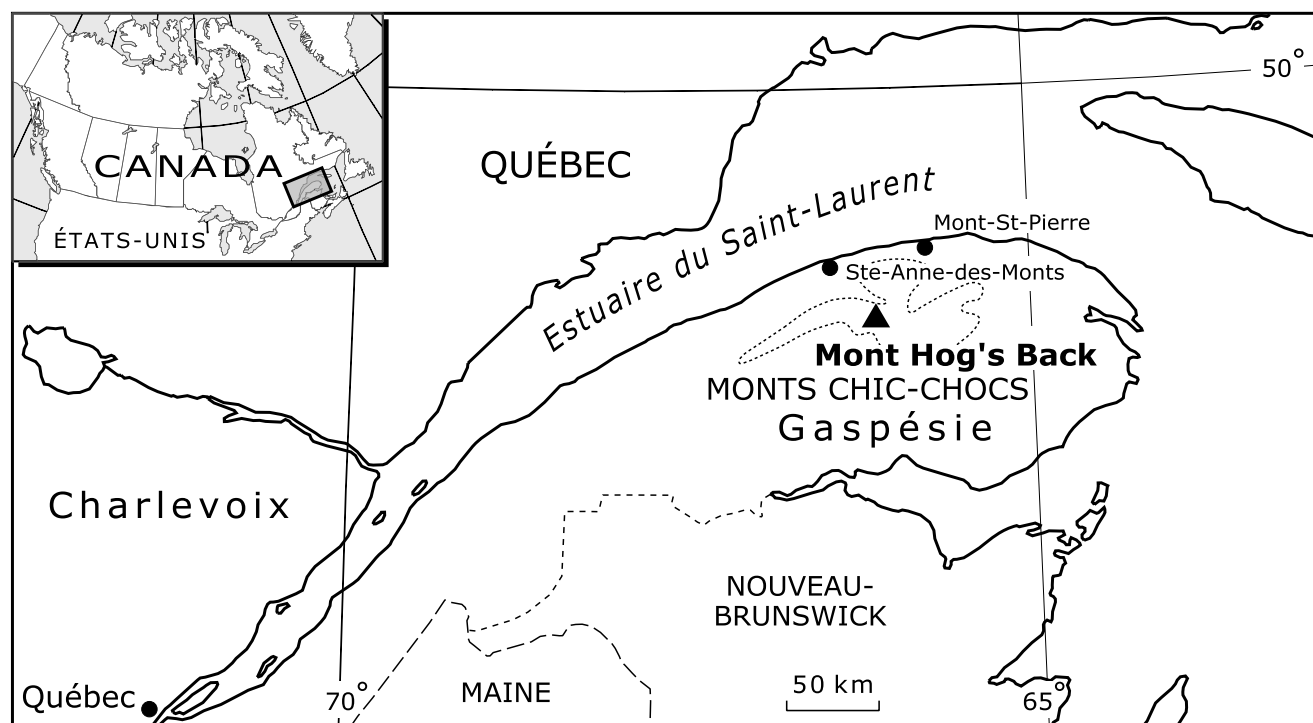 CANADA
ÉTATS-UNIS
50°
QUÉBEC
Estuaire du Saint-Laurent
Mont-St-Pierre
Ste-Anne-des-Monts
Mont Hog's Back
MONTS CHIC-CHOCS
Gaspésie
Charlevoix
NOUVEAU-
BRUNSWICK
Québec
70°
MAINE
50 km
65°